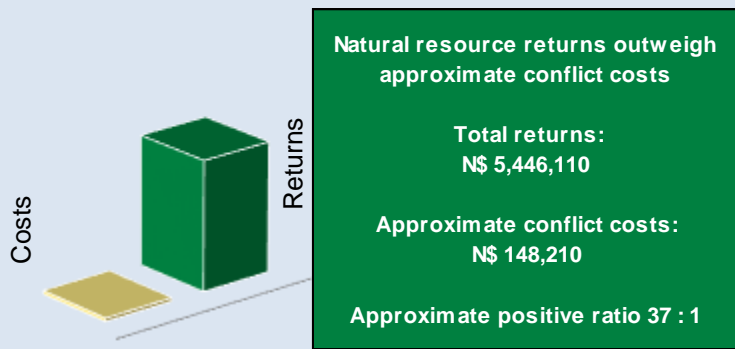 Costs
Returns
Natural resource returns outweigh
approximate conflict costs
Total returns:
N$ 5,446,110
Approximate conflict costs:
N$ 148,210
Approximate positive ratio 37 : 1